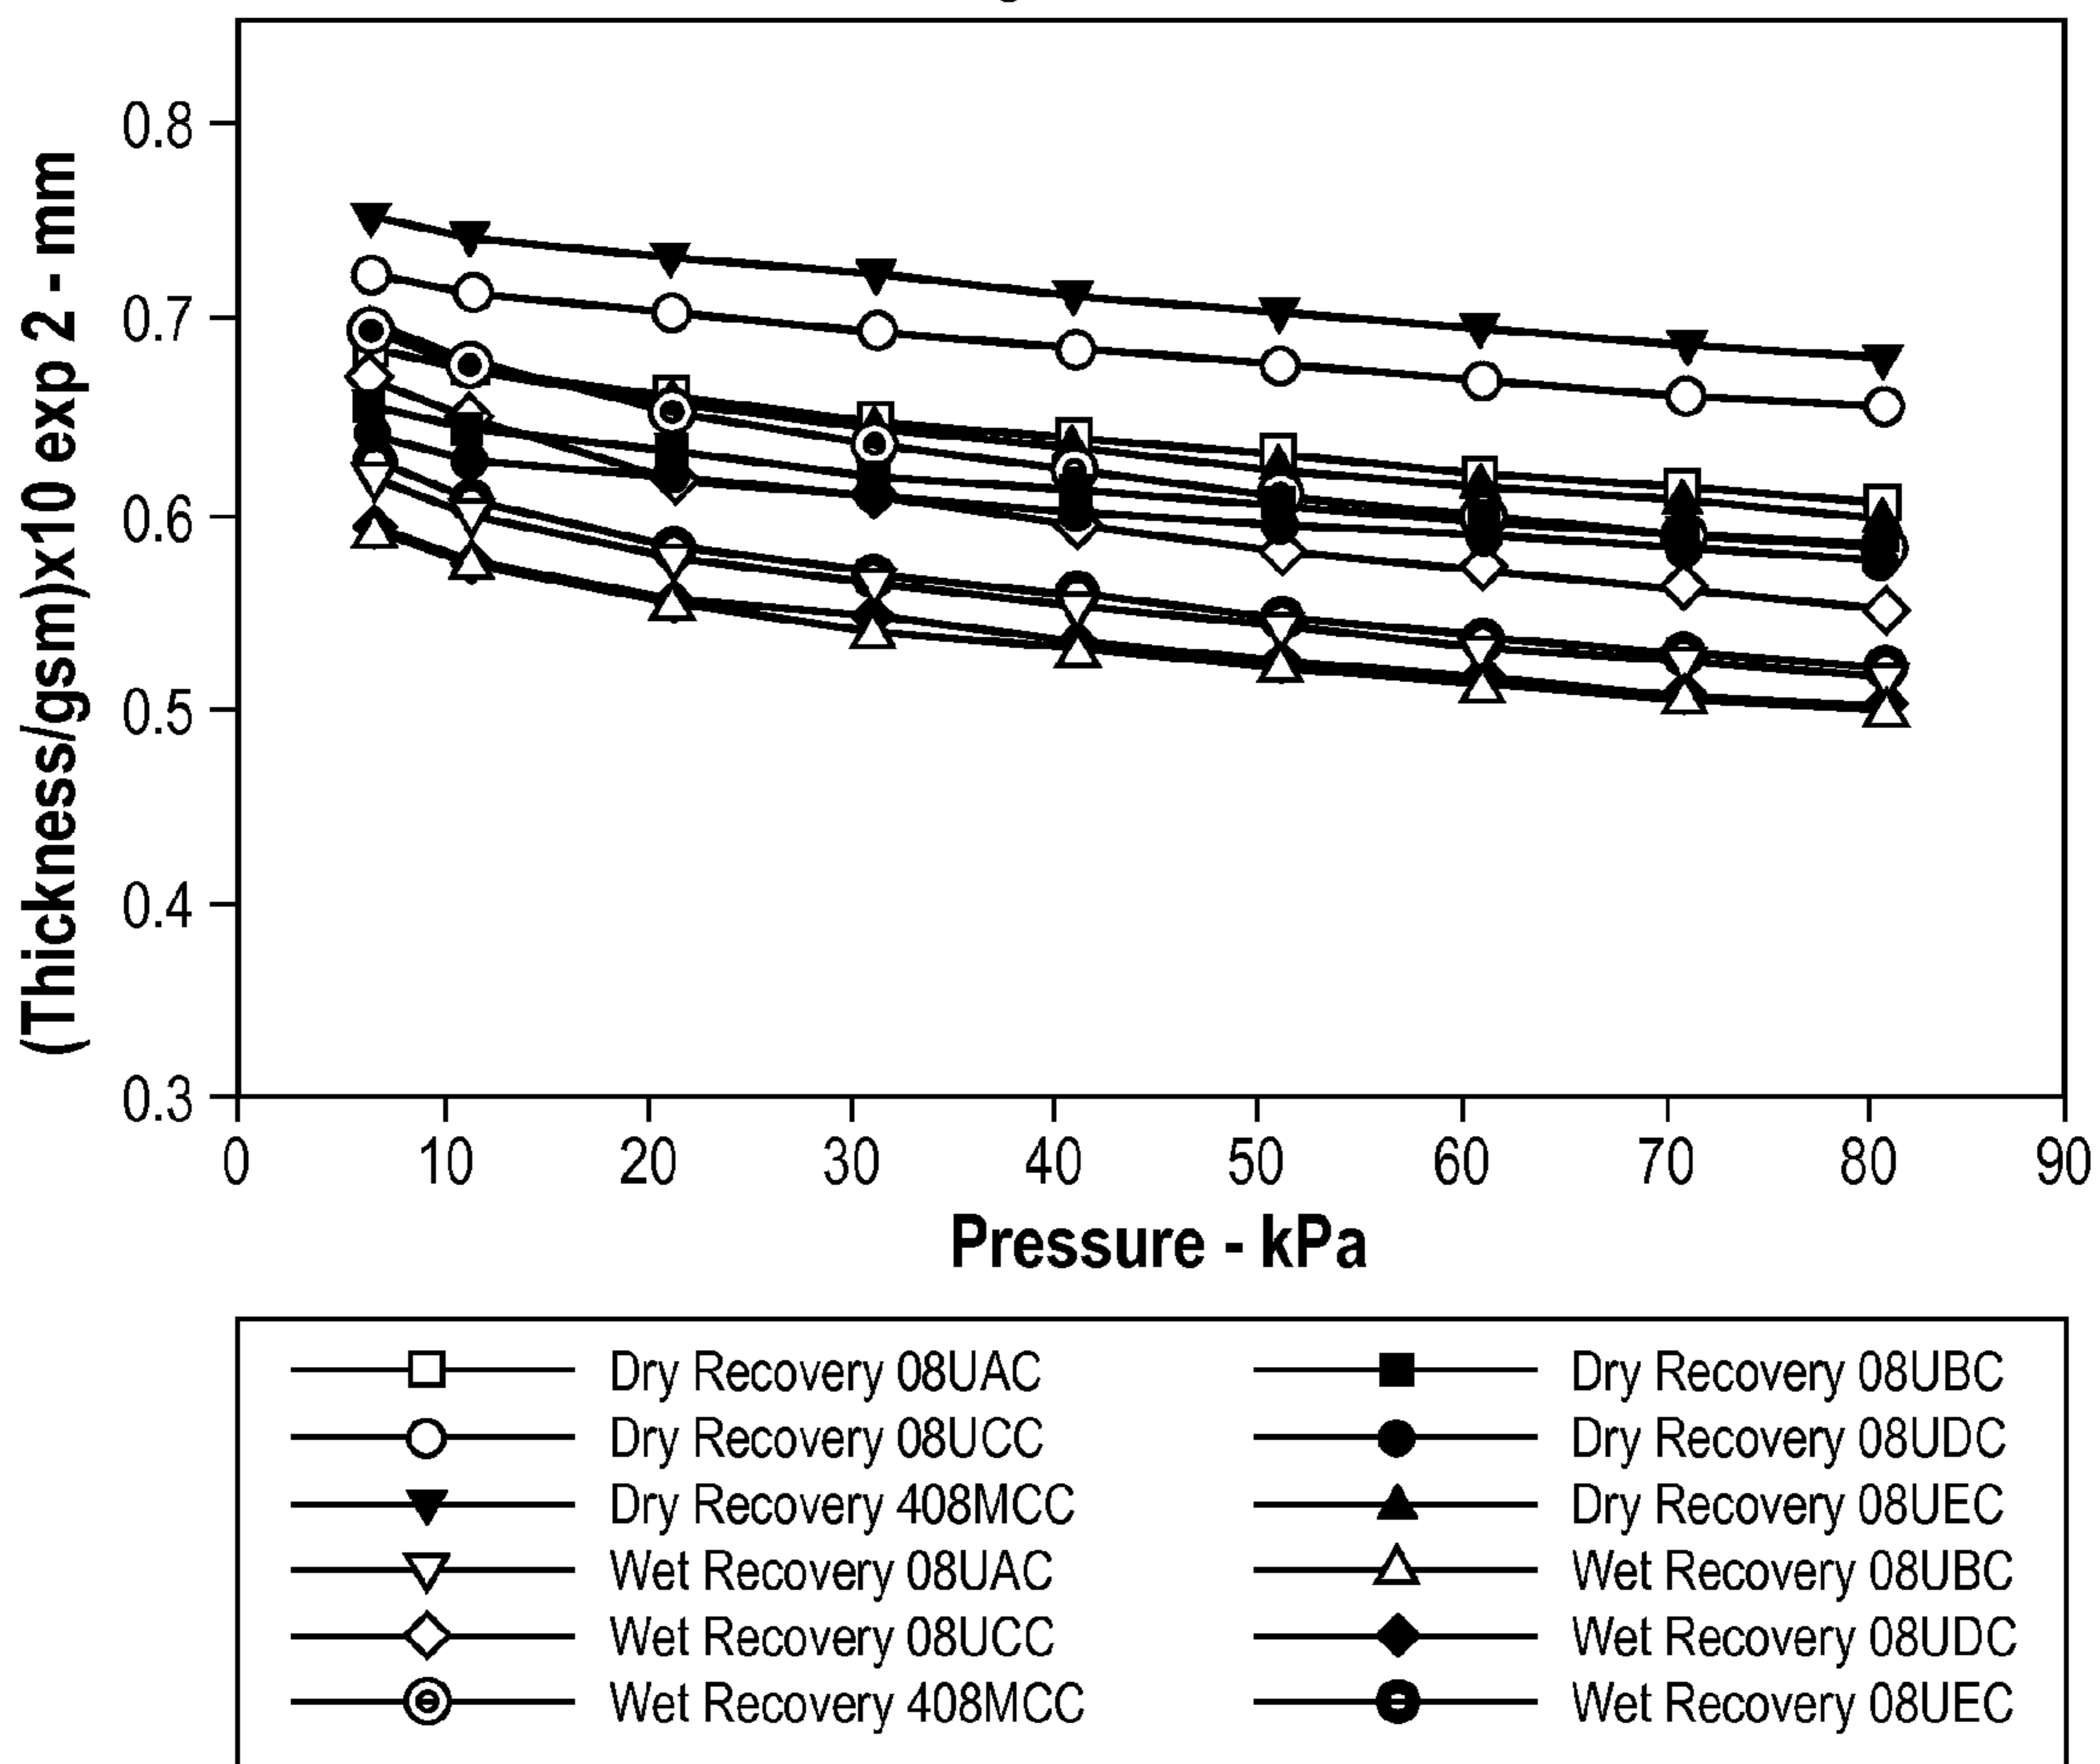 (Thickness/gsm)x10 exp 2 - mm
0.8
0.7
0.6
0.5
0.4
0.3
0 10 20 30 40 50 60 70 80 90
Pressure - kPa
Dry Recovery 08UAC Dry Recovery 08UBC
Dry Recovery 08UCC Dry Recovery 08UDC
Dry Recovery 408MCC Dry Recovery 08UEC
Wet Recovery 08UAC Wet Recovery 08UBC
Wet Recovery 08UCC Wet Recovery 08UDC
Wet Recovery 408MCC Wet Recovery 08UEC